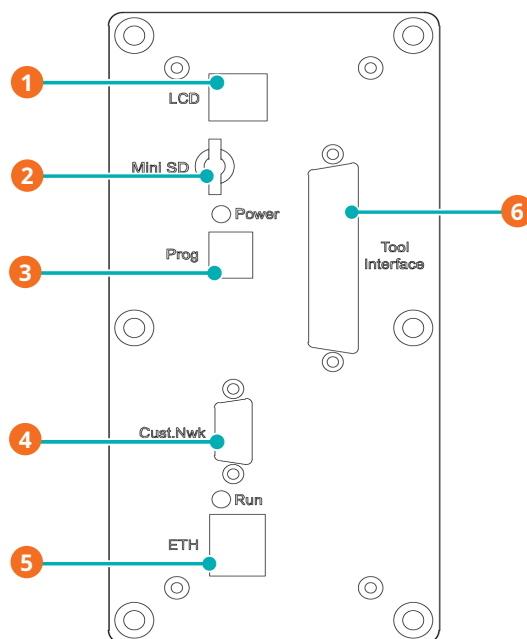 1
LCD
Mini SD
2
Power
6
Prog
Tool
Interface
3
Cust.Nwk
4
Run
ETH
5